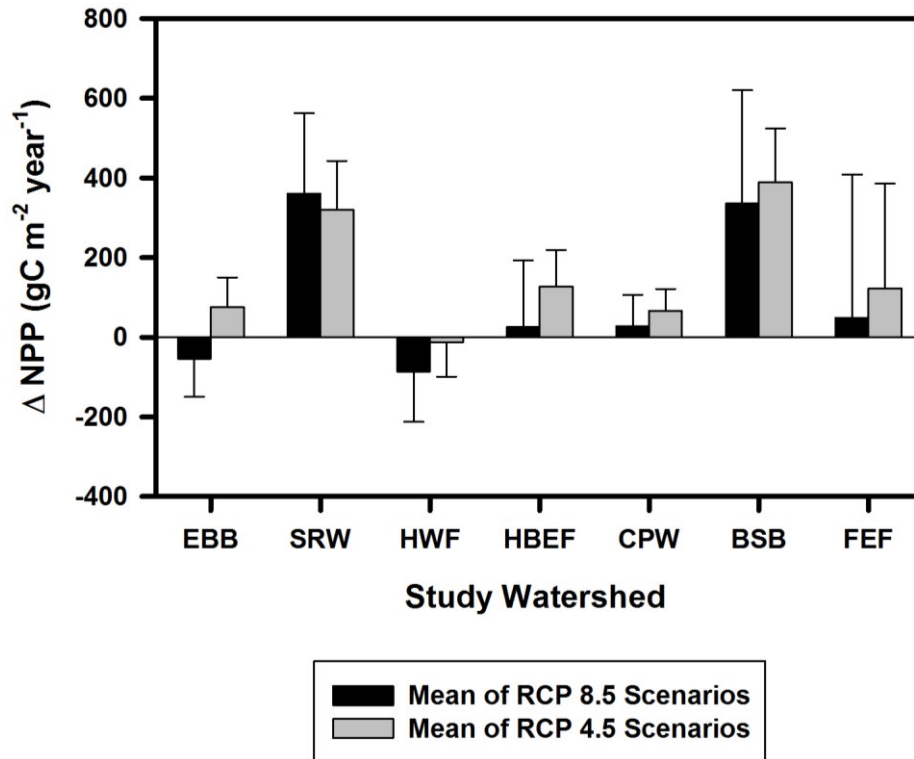 800
600
400
200
0
-200
-400
Δ NPP (gC m⁻² year⁻¹)
EBB SRW HWF HBEF CPW BSB FEF
Study Watershed
Mean of RCP 8.5 Scenarios
Mean of RCP 4.5 Scenarios